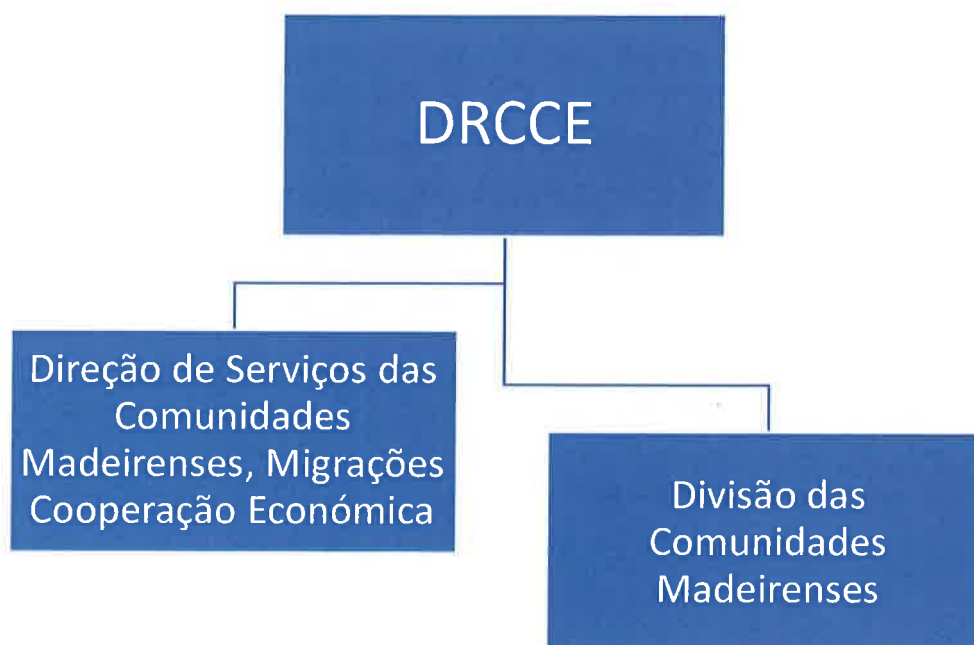 DRCCE
Direção de Serviços das
Comunidades
Madeirenses, Migrações
Cooperação Económica
Divisão das
Comunidades
Madeirenses